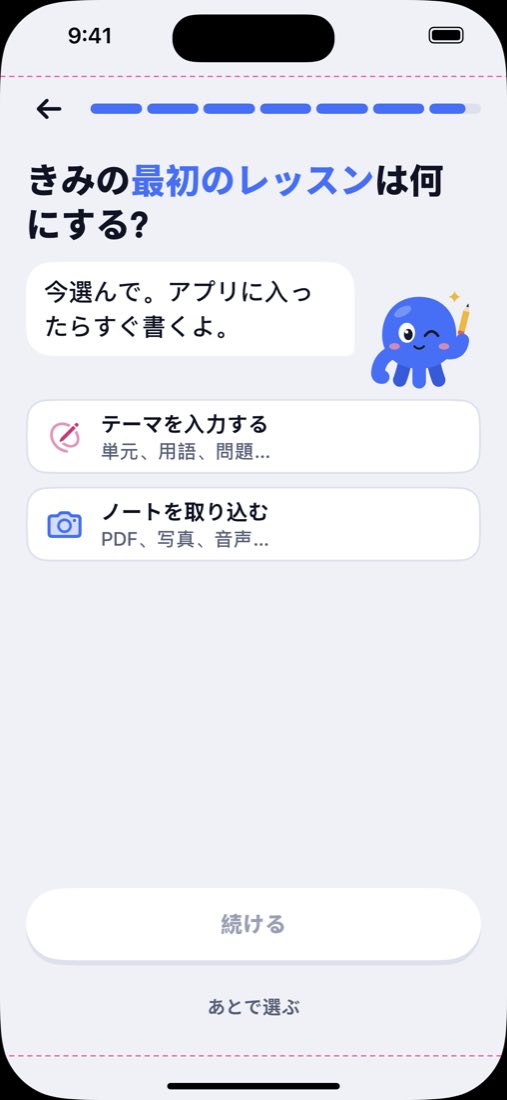 9:41
きみの最初のレッスンは何
にする?
今選んで。アプリに入っ
たらすぐ書くよ。
テーマを入力する
単元、用語、問題...
ノートを取り込む
PDF、写真、音声...
続ける
あとで選ぶ